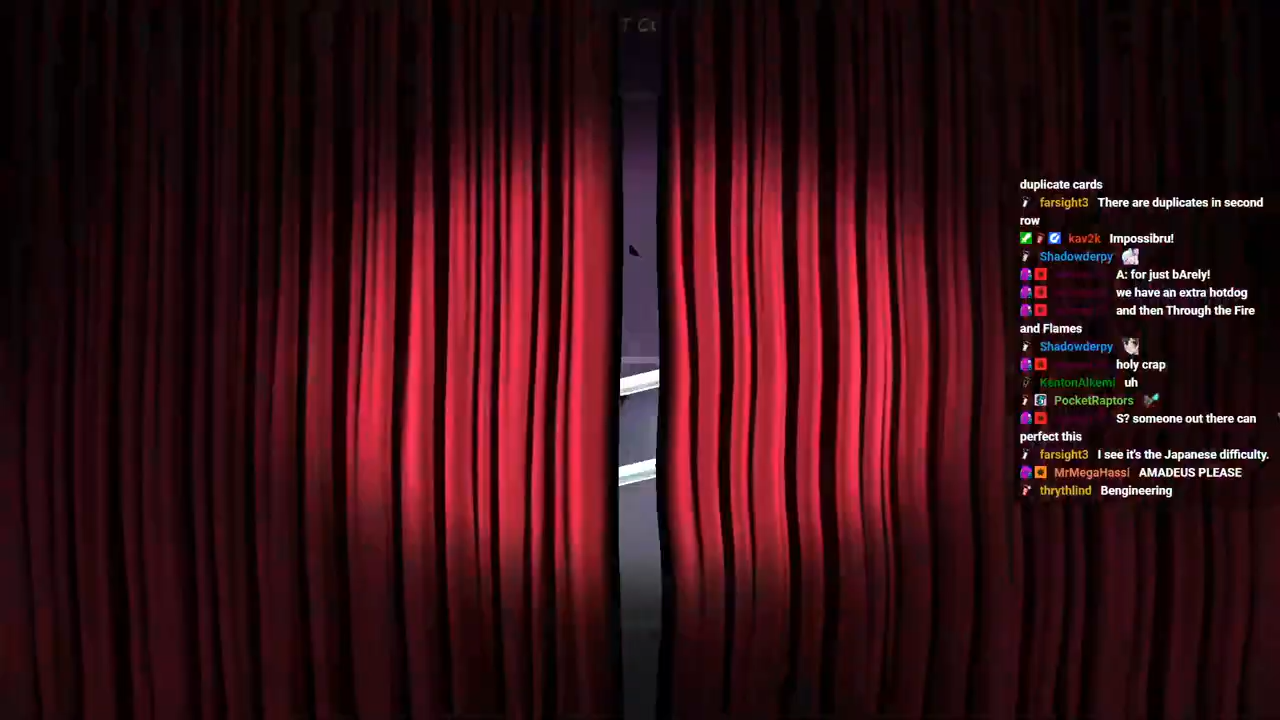 duplicate cards
farsight3 There are duplicates in second
row
kav2k Impossibru!
Shadowderpy
A: for just bArely!
we have an extra hotdog
and then Through the Fire
and Flames
Shadowderpy
holy crap
KentonAlkemi uh
PocketRaptors
S? someone out there can
perfect this
farsight3 I see it's the Japanese difficulty.
MrMegaHassi AMADEUS PLEASE
thrythlind Bengineering